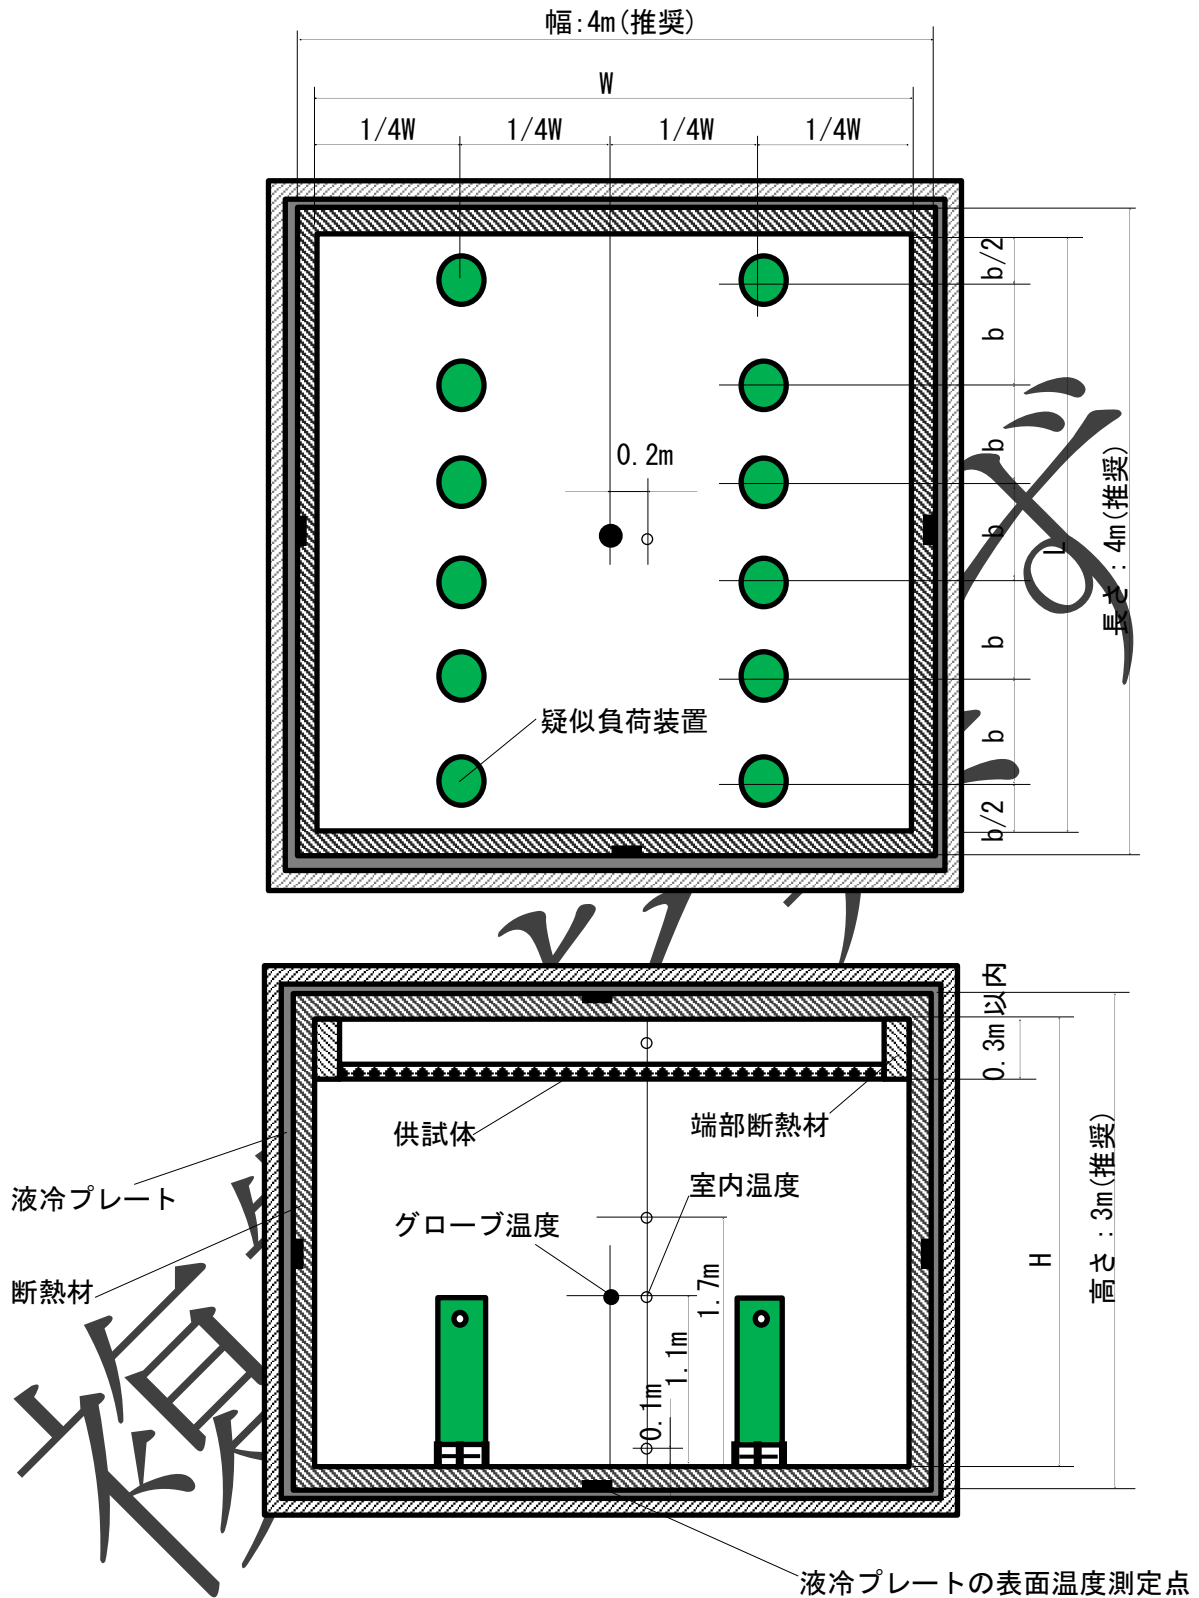 幅:4m(推奨)
W
1/4W 1/4W 1/4W 1/4W
b/2
b
b
0.2m
b
L
長さ:4m(推奨)
b
疑似負荷装置
b
b/2
0.3m以内
供試体
端部断熱材
液冷プレート
室内温度
グローブ温度
断熱材
H
高さ:3m(推奨)
1.7m
1.1m
0.1m
液冷プレートの表面温度測定点